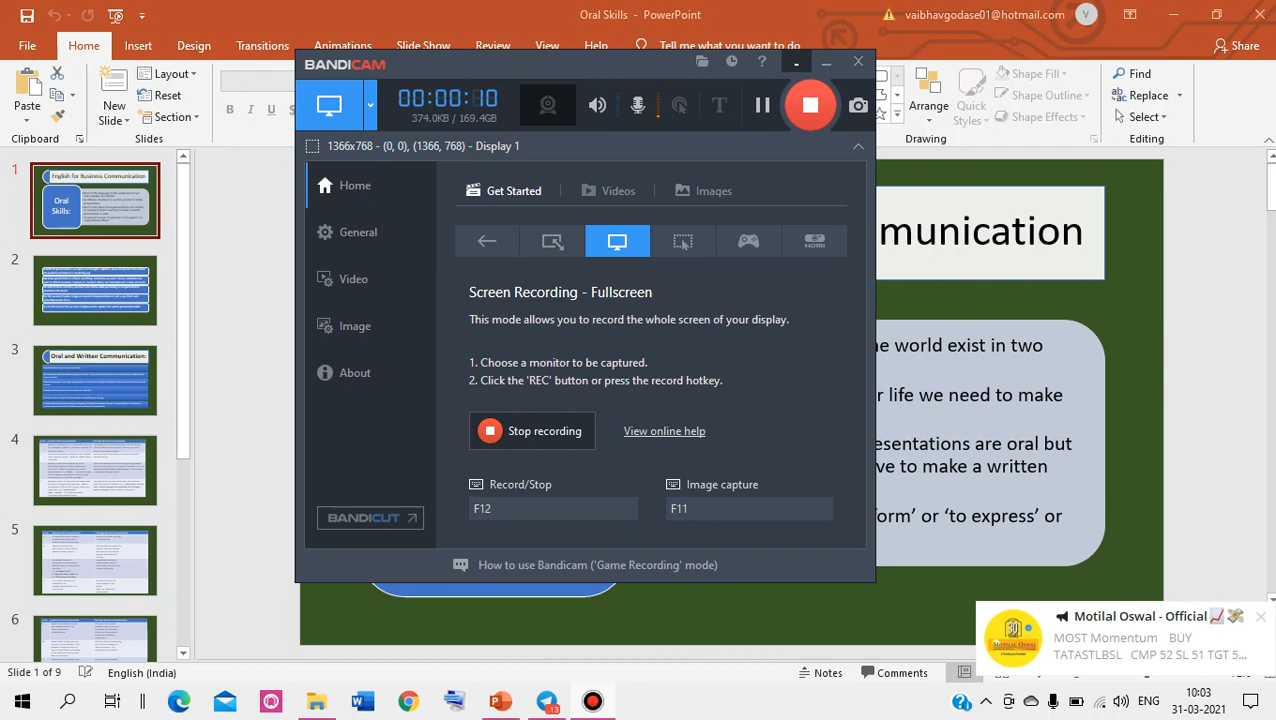 Oral Skills - PowerPoint
vaibhavgodase01@hotmail.com
V
File Home Insert Design Transitions Animations Slide Show Review View Help Tell me what you want to do Share
Paste
Clipboard
New
Slide
Layout
Reset
Section
Slides
B I U
Arrange
Quick
Styles
Shape Fill
Shape Outline
Shape Effects
Drawing
Find
Replace
Select
Editing
BANDICAM
00:00:10
374.0KB / 169.4GB
1366x768 - (0, 0), (1366, 768) - Display 1
Home
General
Video
Image
About
BANDICUT
Get Started
Videos
Images
HDMI
Screen Recording - Fullscreen
This mode allows you to record the whole screen of your display.
1. Choose a monitor to be captured.
2. Click the 'REC' button or press the record hotkey.
Stop recording
View online help
Record/Stop
F12
Image capture
F11
How to use Bandicam ('Game Recording' mode)
1
English for Business Communication
Oral
Skills:
2
3
Oral and Written Communication:
4
5
6
munication
he world exist in two
r life we need to make
esentations are oral but
ve to make a written
form’ or ‘to express’ or
Motilal Oswal - Official
MOST Momentum BUY
TATASTLBSL CMP 52 SL 51 TGT 5...
Slide 1 of 9
English (India)
Notes
Comments
13
ENG
10:03
31-03-2021